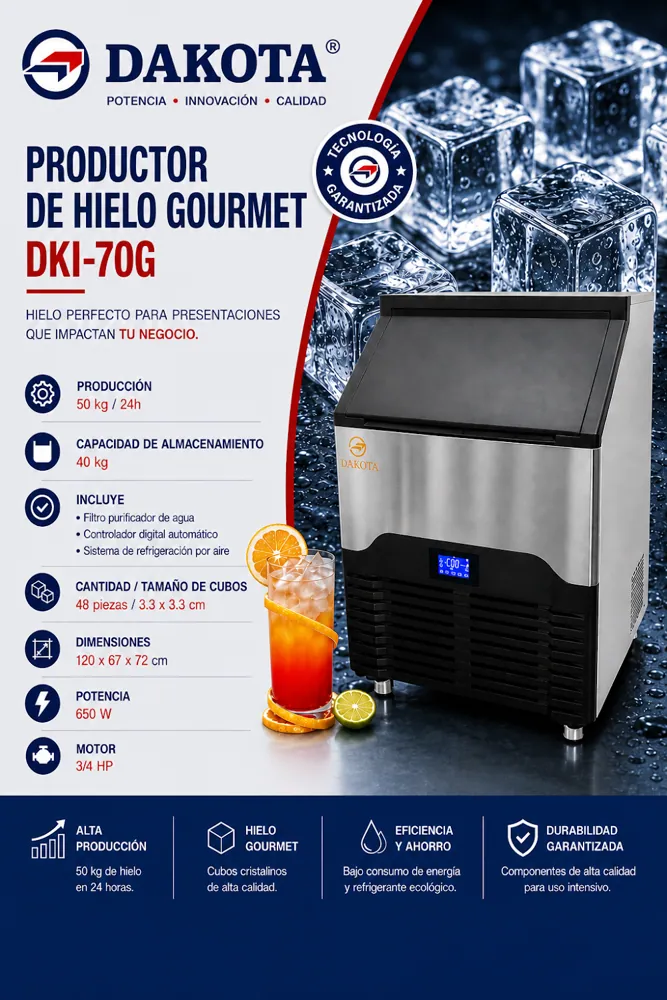 DAKOTA®
POTENCIA • INNOVACIÓN • CALIDAD
TECNOLOGÍA
GARANTIZADA
PRODUCTOR
DE HIELO GOURMET
DKI-70G
HIELO PERFECTO PARA PRESENTACIONES
QUE IMPACTAN TU NEGOCIO.
PRODUCCIÓN
50 kg / 24h
CAPACIDAD DE ALMACENAMIENTO
40 kg
INCLUYE
• Filtro purificador de agua
• Controlador digital automático
• Sistema de refrigeración por aire
CANTIDAD / TAMAÑO DE CUBOS
48 piezas / 3.3 x 3.3 cm
DIMENSIONES
120 x 67 x 72 cm
POTENCIA
650 W
MOTOR
3/4 HP
DAKOTA
ALTA
PRODUCCIÓN
50 kg de hielo
en 24 horas.
HIELO
GOURMET
Cubos cristalinos
de alta calidad.
EFICIENCIA
Y AHORRO
Bajo consumo de energía
y refrigerante ecológico.
DURABILIDAD
GARANTIZADA
Componentes de alta calidad
para uso intensivo.